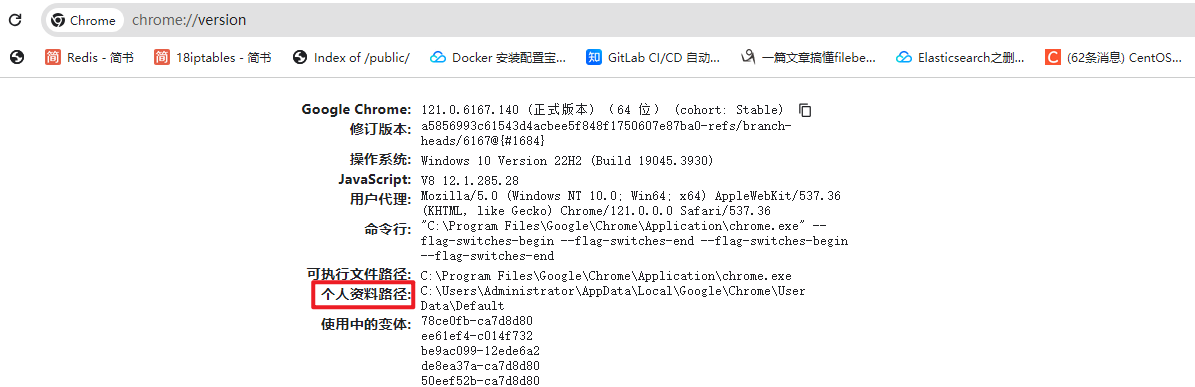 Chrome chrome://version
Redis - 简书 18iptables - 简书 Index of /public/ Docker 安装配置宝... 知 GitLab CI/CD 自动... 一篇文章搞懂filebe... Elasticsearch之删... (62条消息) CentOS...
Google Chrome: 121.0.6167.140 (正式版本) (64 位) (cohort: Stable)
修订版本: a5856993c61543d4acbee5f848f1750607e87ba0-refs/branch-
heads/6167@{#1684}
操作系统: Windows 10 Version 22H2 (Build 19045.3930)
JavaScript: V8 12.1.285.28
用户代理: Mozilla/5.0 (Windows NT 10.0; Win64; x64) AppleWebKit/537.36
(KHTML, like Gecko) Chrome/121.0.0.0 Safari/537.36
命令行: "C:\Program Files\Google\Chrome\Application\chrome.exe" --
flag-switches-begin --flag-switches-end --flag-switches-begin
--flag-switches-end
可执行文件路径: C:\Program Files\Google\Chrome\Application\chrome.exe
个人资料路径: C:\Users\Administrator\AppData\Local\Google\Chrome\User
Data\Default
使用中的变体: 78ce0fb-ca7d8d80
ee61ef4-c014f732
be9ac099-12ede6a2
de8ea37a-ca7d8d80
50eef52b-ca7d8d80